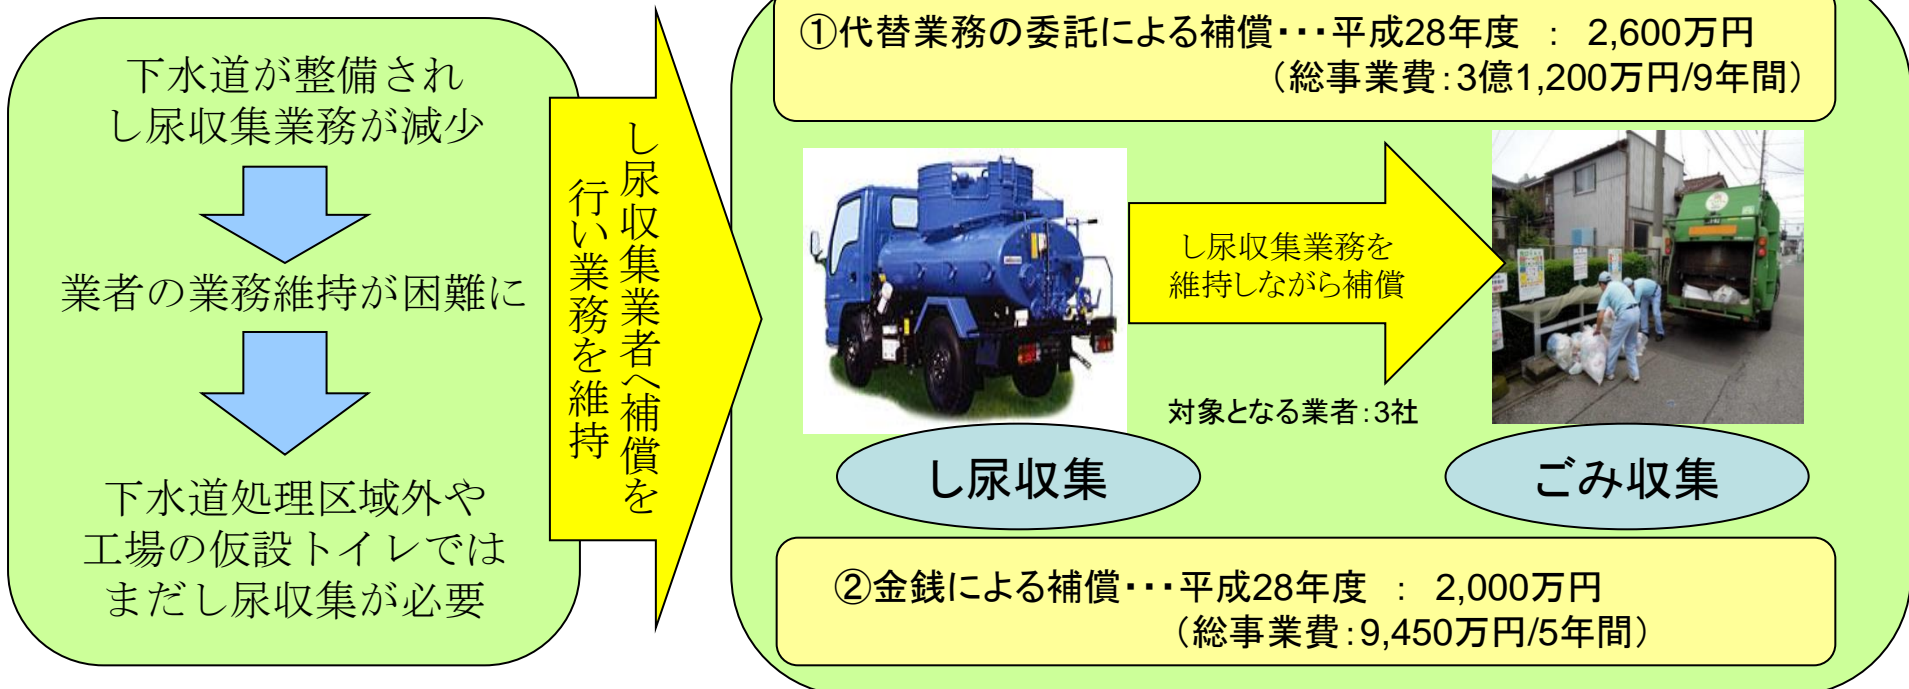 下水道が整備され
し尿収集業務が減少
業者の業務維持が困難に
下水道処理区域外や
工場の仮設トイレでは
まだし尿収集が必要
し尿収集業者へ補償を
行い業務を維持
①代替業務の委託による補償・・・平成28年度 : 2,600万円
（総事業費:3億1,200万円/9年間）
し尿収集業務を
維持しながら補償
対象となる業者:3社
し尿収集
ごみ収集
②金銭による補償・・・平成28年度 : 2,000万円
（総事業費:9,450万円/5年間）